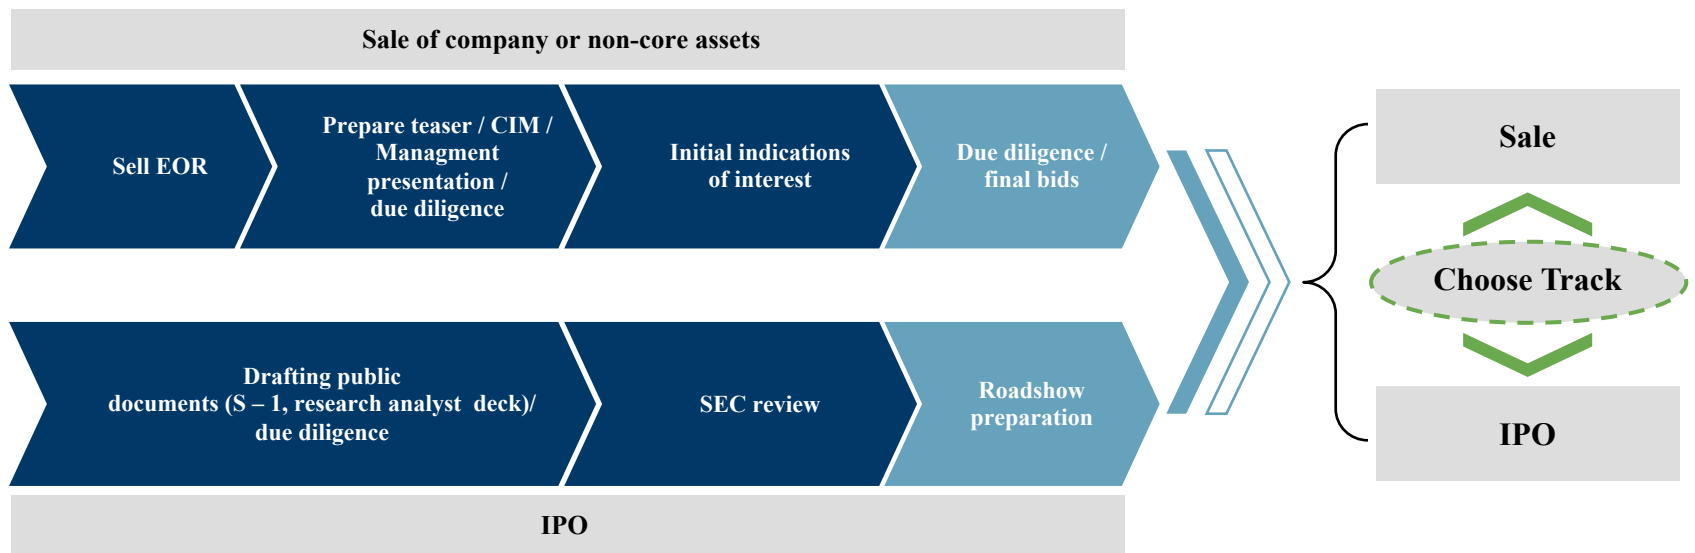 Sale of company or non-core assets
Sell EOR
Prepare teaser / CIM /
Managment
presentation /
due diligence
Initial indications
of interest
Due diligence /
final bids
Drafting public
documents (S – 1, research analyst  deck)/
due diligence
SEC review
Roadshow
preparation
IPO
Sale
Choose Track
IPO